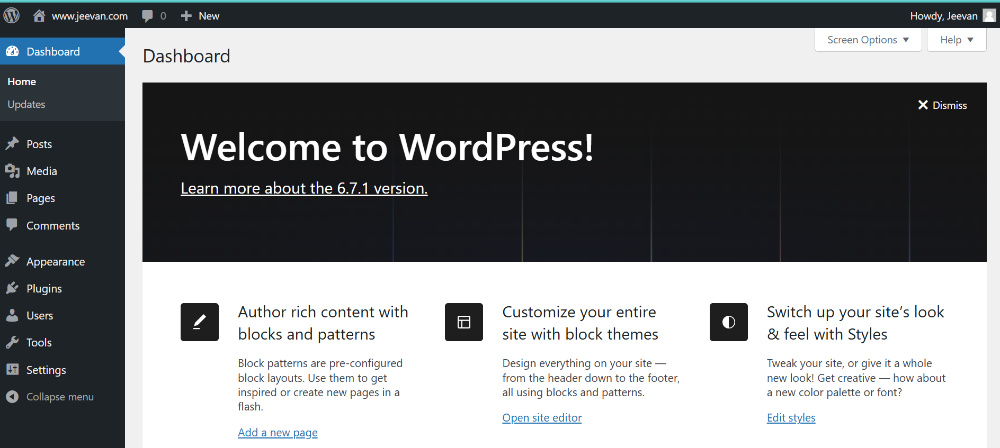 www.jeevan.com 0 New Howdy, Jeevan
Screen Options Help
Dashboard
Home
Updates
Posts
Media
Pages
Comments
Appearance
Plugins
Users
Tools
Settings
Collapse menu
Dashboard
Dismiss
Welcome to WordPress!
Learn more about the 6.7.1 version.
Author rich content with
blocks and patterns
Block patterns are pre-configured
block layouts. Use them to get
inspired or create new pages in a
flash.
Add a new page
Customize your entire
site with block themes
Design everything on your site —
from the header down to the footer,
all using blocks and patterns.
Open site editor
Switch up your site’s look
& feel with Styles
Tweak your site, or give it a whole
new look! Get creative — how about
a new color palette or font?
Edit styles